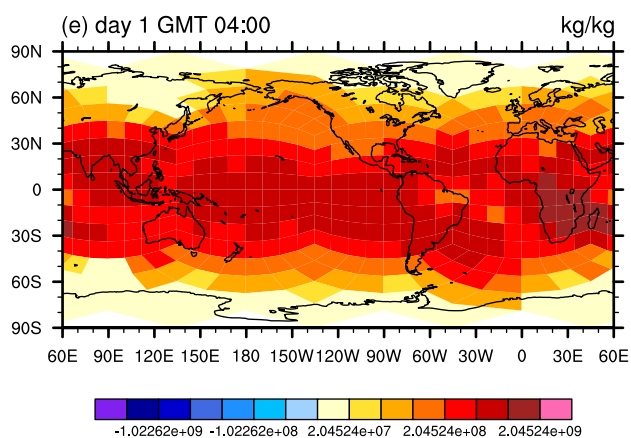 (e) day 1 GMT 04:00 kg/kg
90N
60N
30N
0
30S
60S
90S
60E 90E 120E 150E 180 150W 120W 90W 60W 30W 0 30E 60E
-1.02262e+09 -1.02262e+08 2.04524e+07 2.04524e+08 2.04524e+09